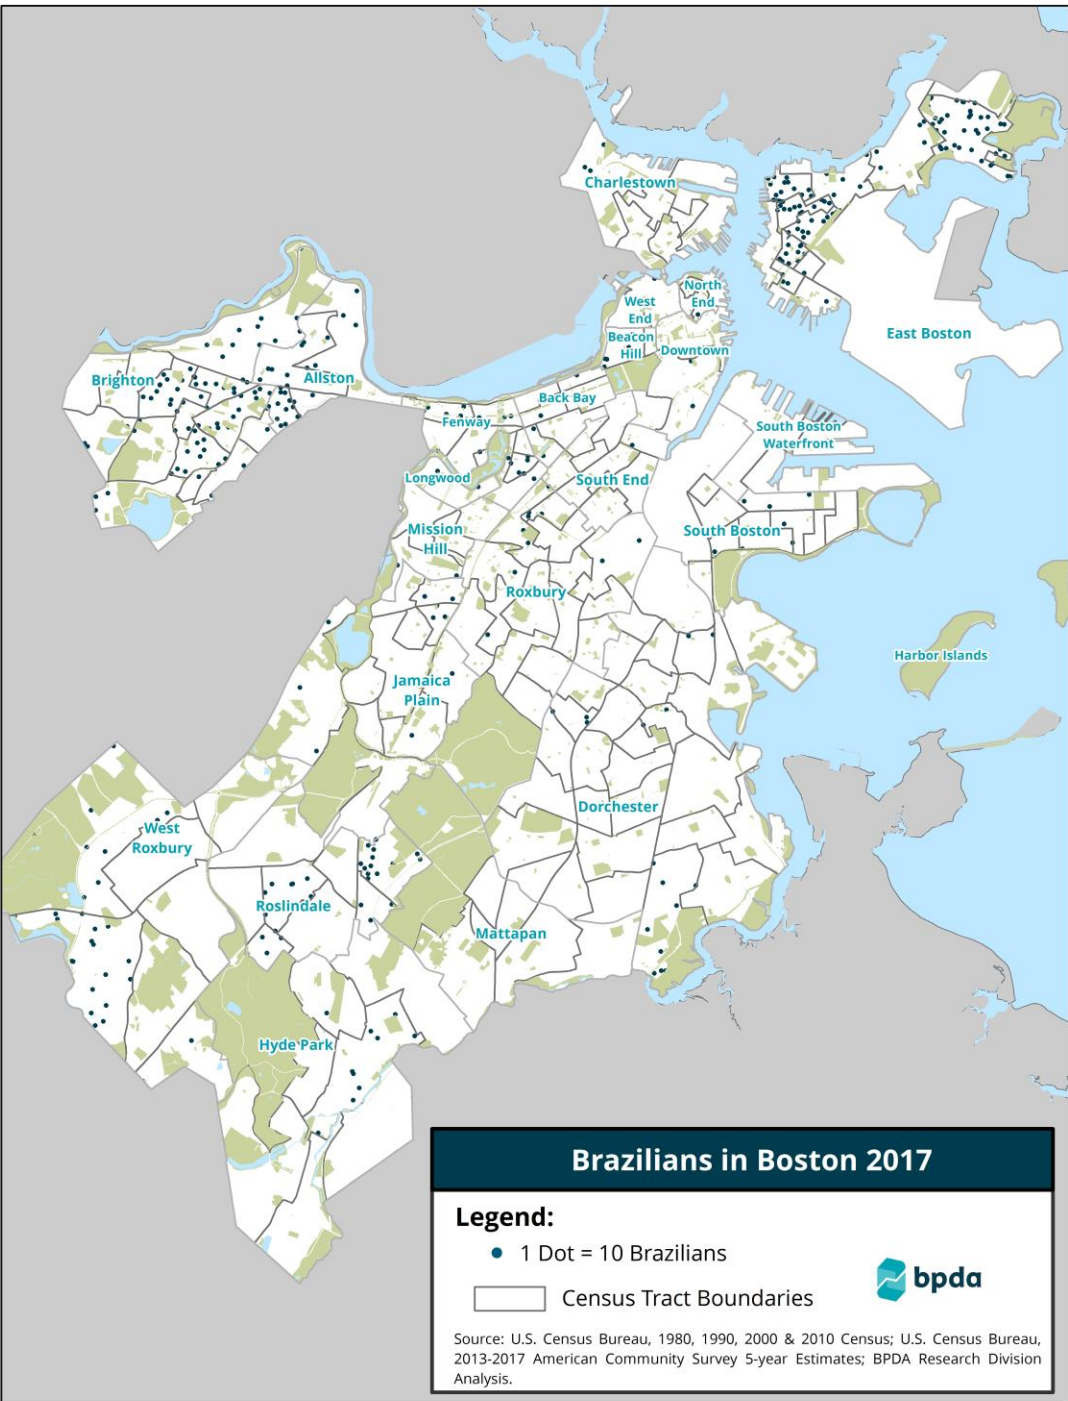 Charlestown
North
End
West
End
Beacon
Hill
Downtown
East Boston
Brighton
Allston
Back Bay
Fenway
South Boston
Waterfront
Longwood
South End
Mission
Hill
South Boston
Roxbury
Harbor Islands
Jamaica
Plain
Dorchester
West
Roxbury
Roslindale
Mattapan
Hyde Park
Brazilians in Boston 2017
Legend:
1 Dot = 10 Brazilians
Census Tract Boundaries
bpda
Source: U.S. Census Bureau, 1980, 1990, 2000 & 2010 Census; U.S. Census Bureau,
2013-2017 American Community Survey 5-year Estimates; BPDA Research Division
Analysis.